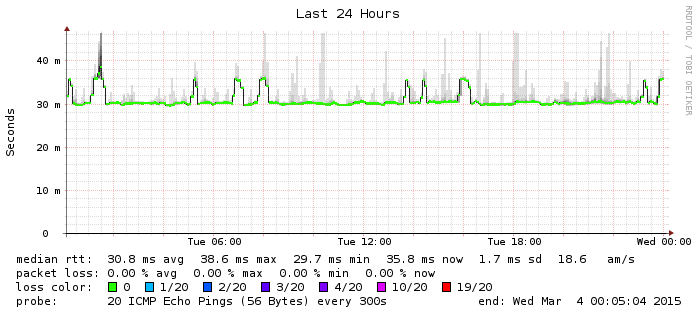 Last 24 Hours
RRDTOOL / TOBI OETIKER
Seconds
40 m
30 m
20 m
10 m
0
Tue 06:00 Tue 12:00 Tue 18:00 Wed 00:00
median rtt: 30.8 ms avg 38.6 ms max 29.7 ms min 35.8 ms now 1.7 ms sd 18.6 am/s
packet loss: 0.00 % avg 0.00 % max 0.00 % min 0.00 % now
loss color: 0 1/20 2/20 3/20 4/20 10/20 19/20
probe: 20 ICMP Echo Pings (56 Bytes) every 300s end: Wed Mar 4 00:05:04 2015